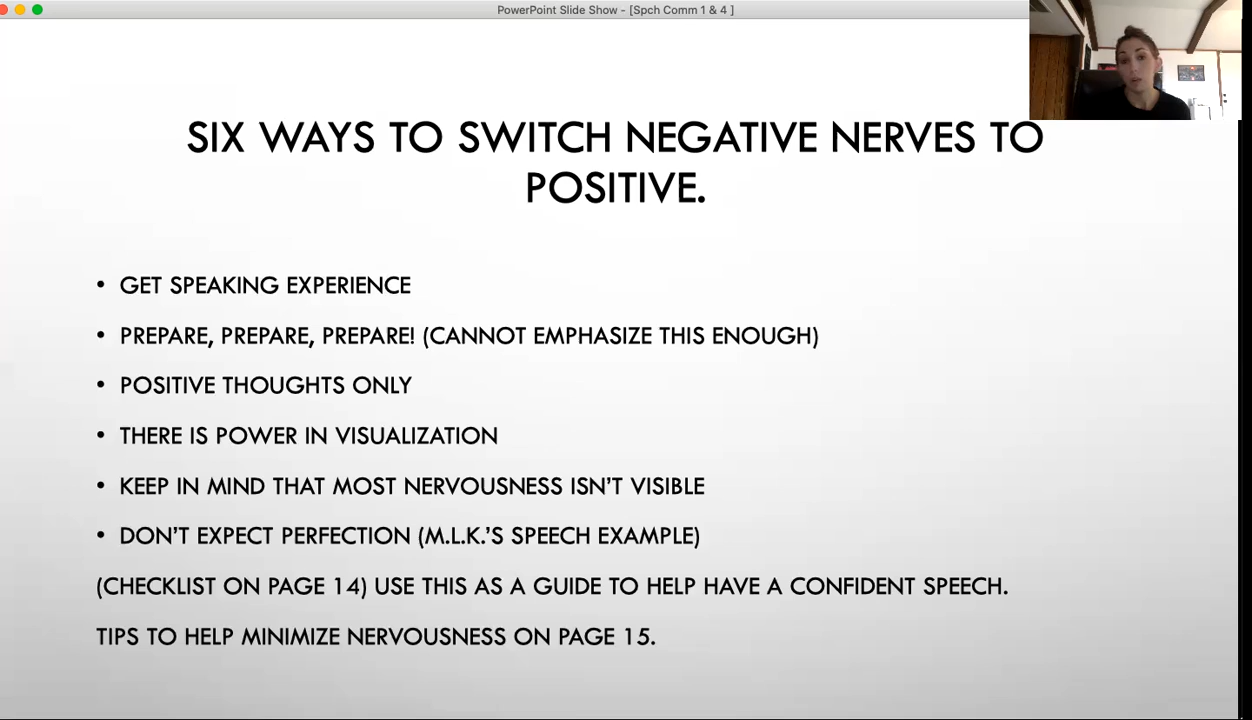 PowerPoint Slide Show - [Spch Comm 1 & 4 ]
SIX WAYS TO SWITCH NEGATIVE NERVES TO
POSITIVE.
• GET SPEAKING EXPERIENCE
• PREPARE, PREPARE, PREPARE! (CANNOT EMPHASIZE THIS ENOUGH)
• POSITIVE THOUGHTS ONLY
• THERE IS POWER IN VISUALIZATION
• KEEP IN MIND THAT MOST NERVOUSNESS ISN’T VISIBLE
• DON’T EXPECT PERFECTION (M.L.K.’S SPEECH EXAMPLE)
(CHECKLIST ON PAGE 14) USE THIS AS A GUIDE TO HELP HAVE A CONFIDENT SPEECH.
TIPS TO HELP MINIMIZE NERVOUSNESS ON PAGE 15.